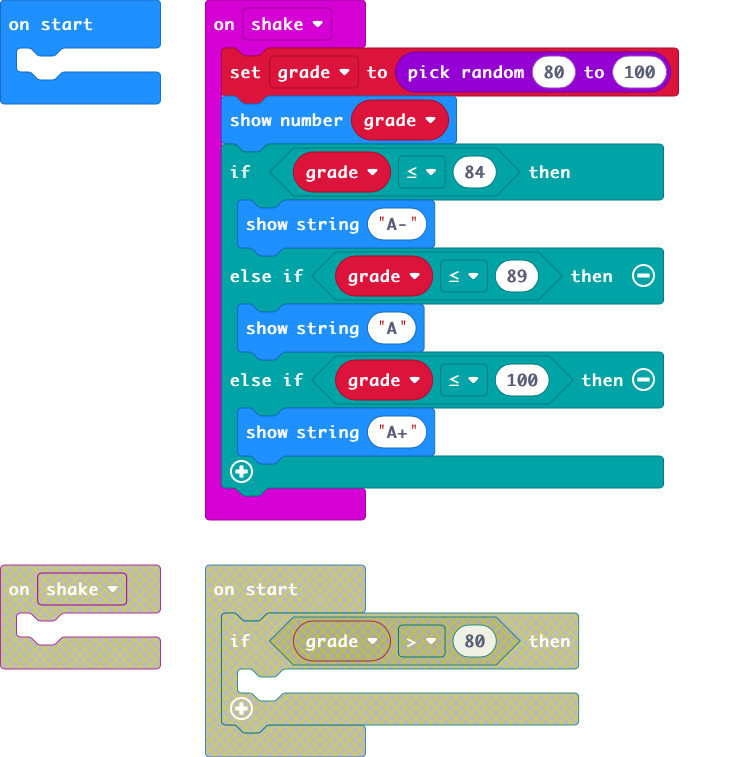 on start
on shake
set grade to pick random 80 to 100
show number grade
if grade ≤ 84 then
show string "A-"
else if grade ≤ 89 then
show string "A"
else if grade ≤ 100 then
show string "A+"
on shake
on start
if grade > 80 then